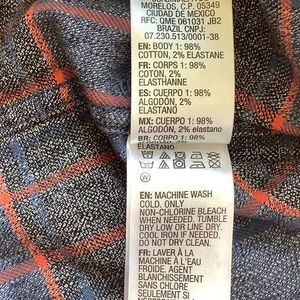 MORELOS, C.P. 05349
CIUDAD DE MEXICO
RFC: QME 061031 JB2
BRAZIL CNPJ:
07.230.513/0001-38
EN: BODY 1: 98%
COTTON, 2% ELASTANE
FR: CORPS 1: 98%
COTON, 2%
ELASTHANNE
ES: CUERPO 1: 98%
ALGODÓN, 2% ELASTANO
MX: CUERPO 1: 98%
ALGODÓN, 2% elastano
BR: CORPO 1: 98%
ELASTANO
W
EN: MACHINE WASH
COLD. ONLY
NON-CHLORINE BLEACH
WHEN NEEDED. TUMBLE
DRY LOW OR LINE DRY.
COOL IRON IF NEEDED.
DO NOT DRYCLEAN.
FR: LAVER À LA
MACHINE À L'EAU
FROIDE. AGENT
BLANCHISSEMENT
SANS CHLORE
SEULEMENT SI